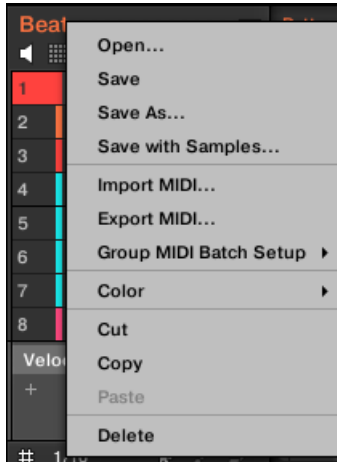 Beat
Open...
Save
1
Save As...
2
Save with Samples...
3
Import MIDI...
4
Export MIDI...
5
Group MIDI Batch Setup
6
Color
7
Cut
8
Copy
Velo
Paste
+
Delete
#